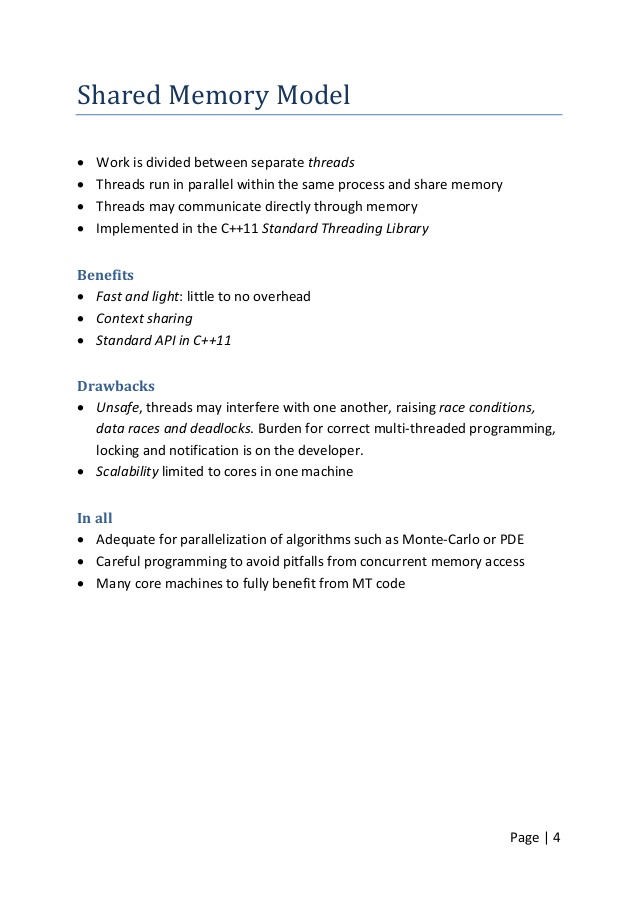 Shared Memory Model
• Work is divided between separate threads
• Threads run in parallel within the same process and share memory
• Threads may communicate directly through memory
• Implemented in the C++11 Standard Threading Library
Benefits
• Fast and light: little to no overhead
• Context sharing
• Standard API in C++11
Drawbacks
• Unsafe, threads may interfere with one another, raising race conditions,
data races and deadlocks. Burden for correct multi-threaded programming,
locking and notification is on the developer.
• Scalability limited to cores in one machine
In all
• Adequate for parallelization of algorithms such as Monte-Carlo or PDE
• Careful programming to avoid pitfalls from concurrent memory access
• Many core machines to fully benefit from MT code
Page | 4